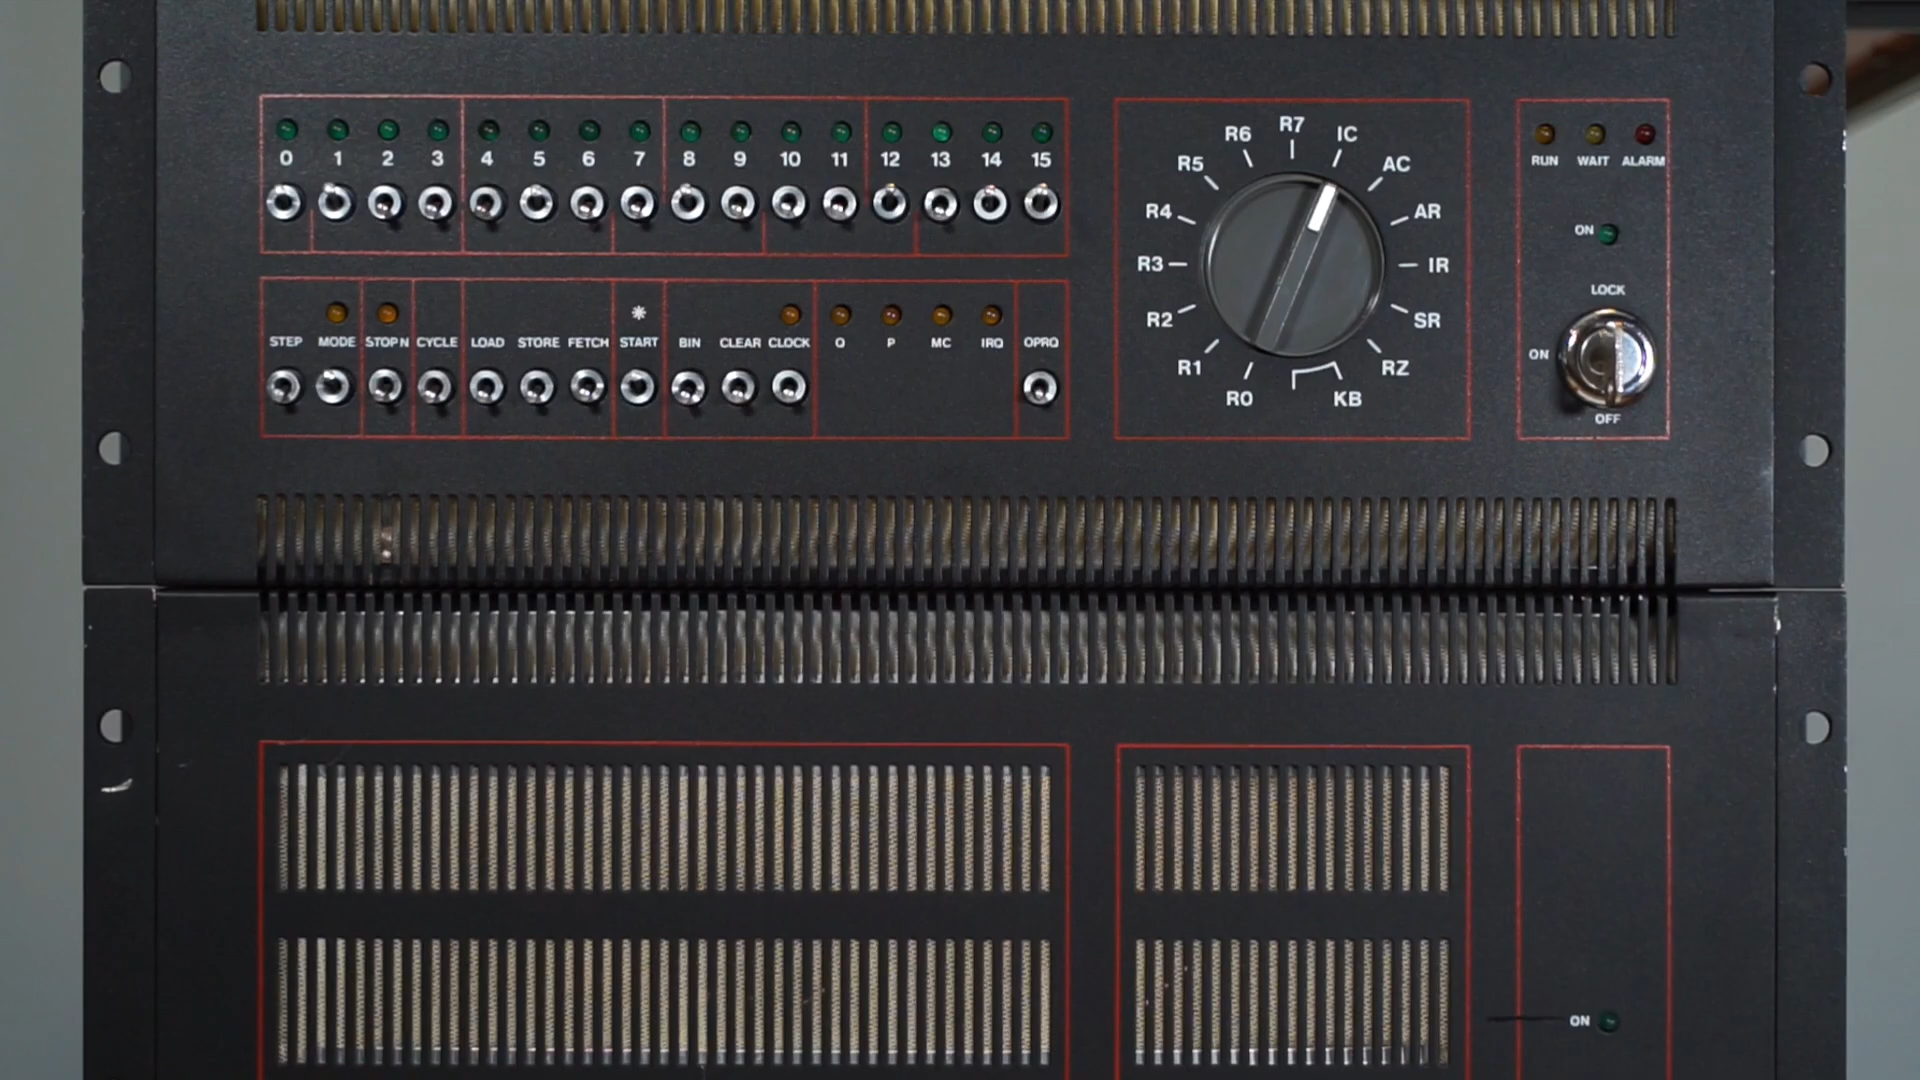 0 1 2 3 4 5 6 7 8 9 10 11 12 13 14 15
STEP MODE STOP N CYCLE LOAD STORE FETCH START BIN CLEAR CLOCK Q P MC IRQ OPRQ
R0
R1
R2
R3
R4
R5
R6
R7
IC
AC
AR
IR
SR
RZ
KB
RUN WAIT ALARM
ON
LOCK
ON
OFF
ON